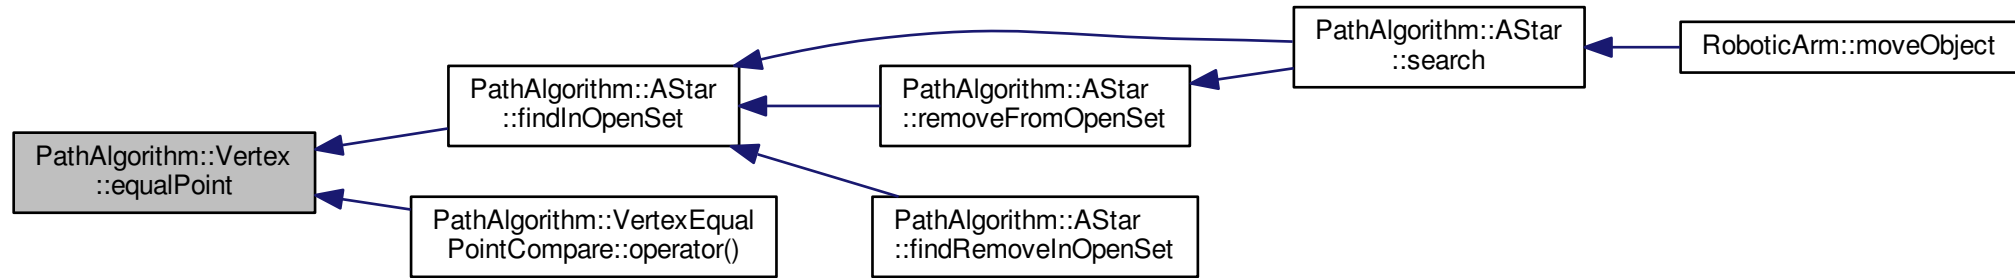 PathAlgorithm::Vertex
::equalPoint
PathAlgorithm::AStar
::findInOpenSet
PathAlgorithm::VertexEqual
PointCompare::operator()
PathAlgorithm::AStar
::removeFromOpenSet
PathAlgorithm::AStar
::findRemoveInOpenSet
PathAlgorithm::AStar
::search
RoboticArm::moveObject